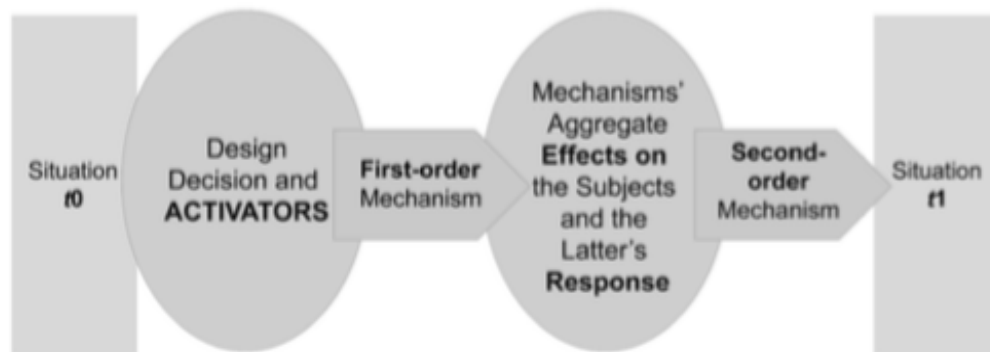 Situation
t0
Design
Decision and
ACTIVATORS
First-order
Mechanism
Mechanisms'
Aggregate
Effects on
the Subjects
and the
Latter's
Response
Second-
order
Mechanism
Situation
t1